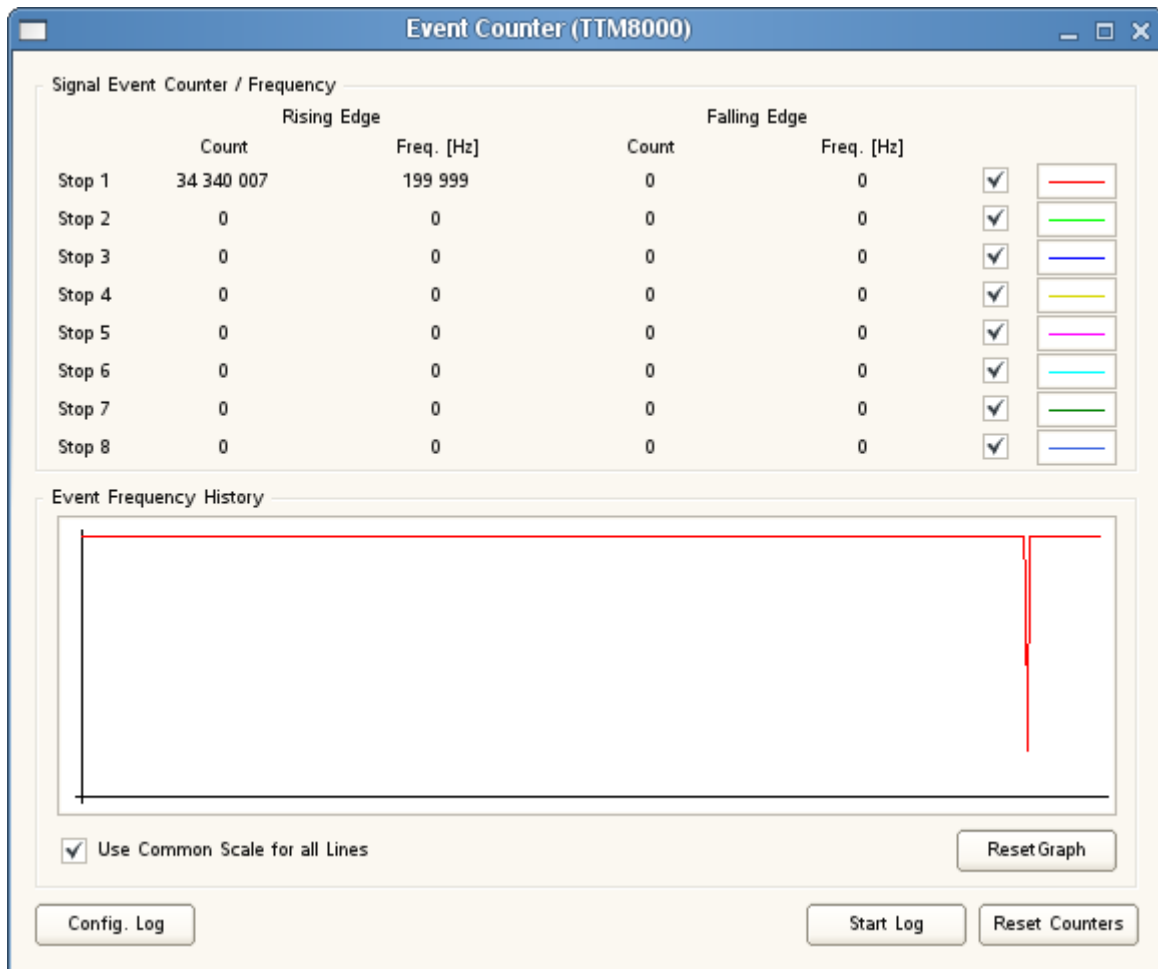 Event Counter (TTM8000)
Signal Event Counter / Frequency
Rising Edge Falling Edge
Count Freq. [Hz] Count Freq. [Hz]
Stop 1 34 340 007 199 999 0 0
Stop 2 0 0 0 0
Stop 3 0 0 0 0
Stop 4 0 0 0 0
Stop 5 0 0 0 0
Stop 6 0 0 0 0
Stop 7 0 0 0 0
Stop 8 0 0 0 0
Event Frequency History
Use Common Scale for all Lines Reset Graph
Config. Log Start Log Reset Counters